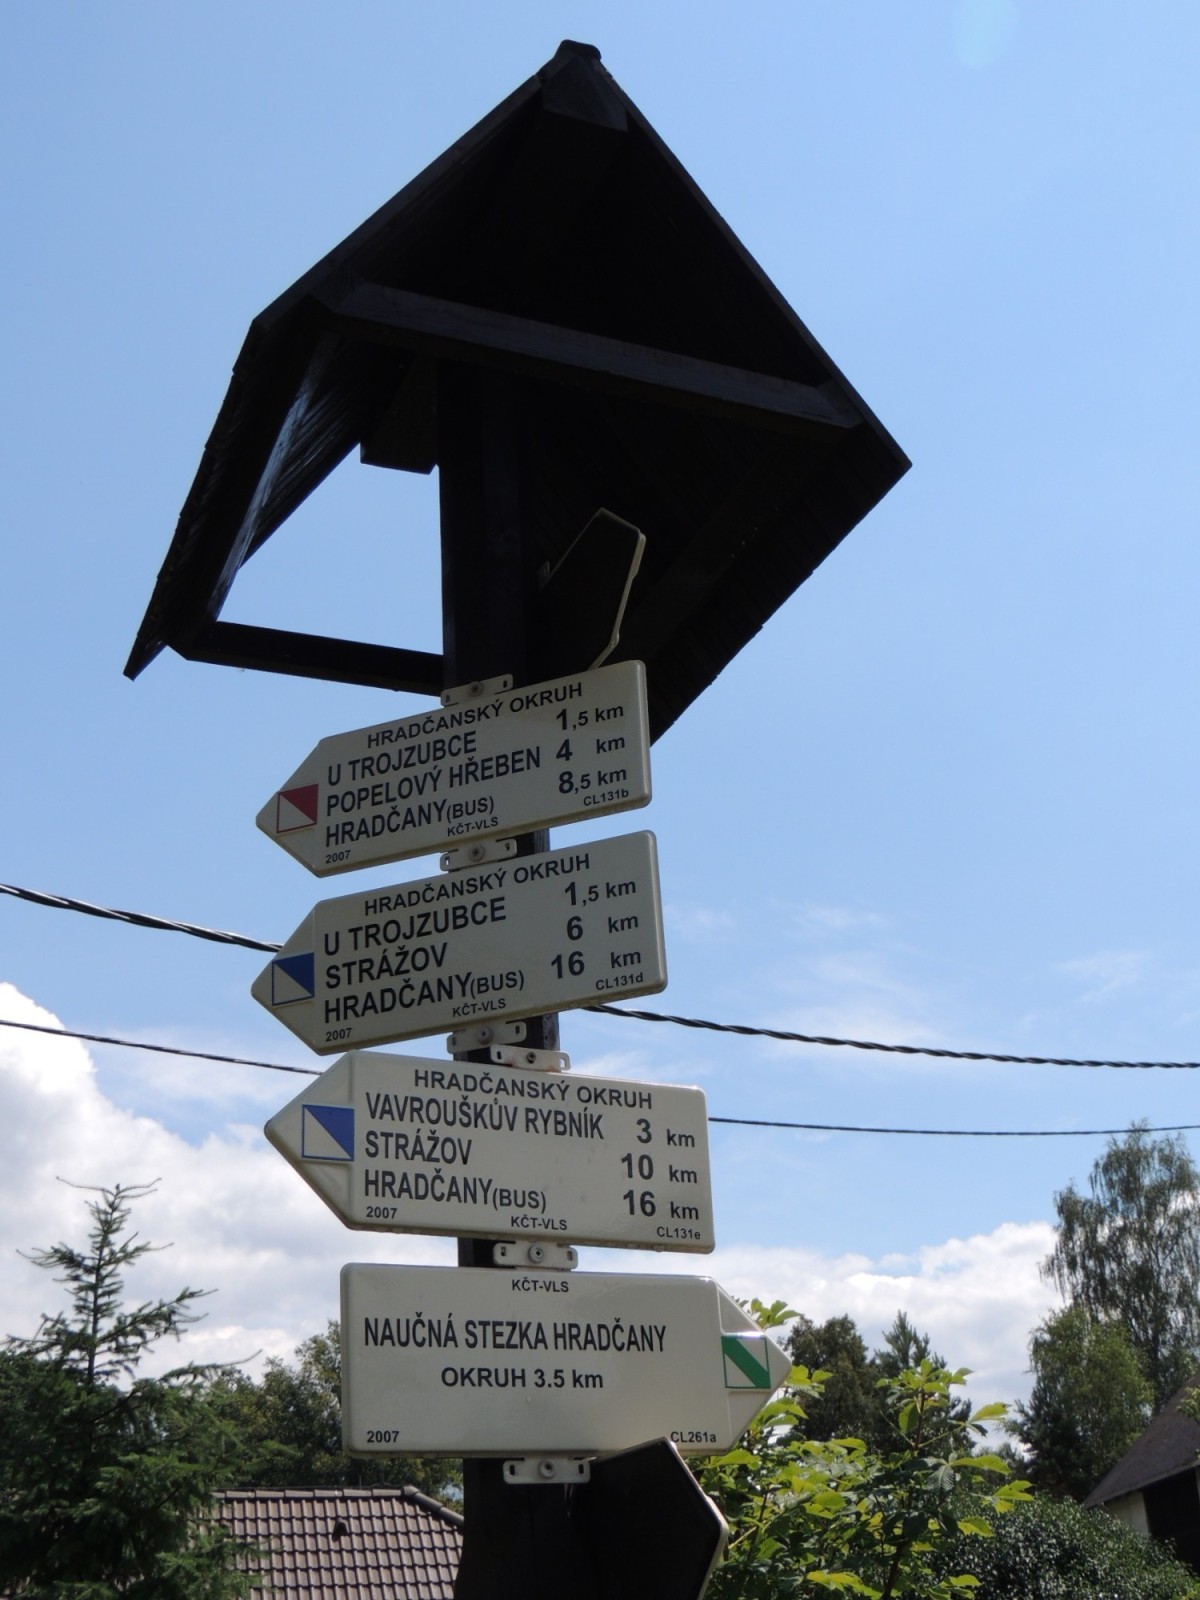 HRADČANSKÝ OKRUH
U TROJZUBCE 1,5 km
POPELOVÝ HŘEBEN 4 km
HRADČANY(BUS) 8,5 km
2007 KČT-VLS CL131b
HRADČANSKÝ OKRUH
U TROJZUBCE 1,5 km
STRÁŽOV 6 km
HRADČANY(BUS) 16 km
2007 KČT-VLS CL131d
HRADČANSKÝ OKRUH
VAVROUŠKŮV RYBNÍK 3 km
STRÁŽOV 10 km
HRADČANY(BUS) 16 km
2007 KČT-VLS CL131e
KČT-VLS
NAUČNÁ STEZKA HRADČANY
OKRUH 3.5 km
2007 CL261a